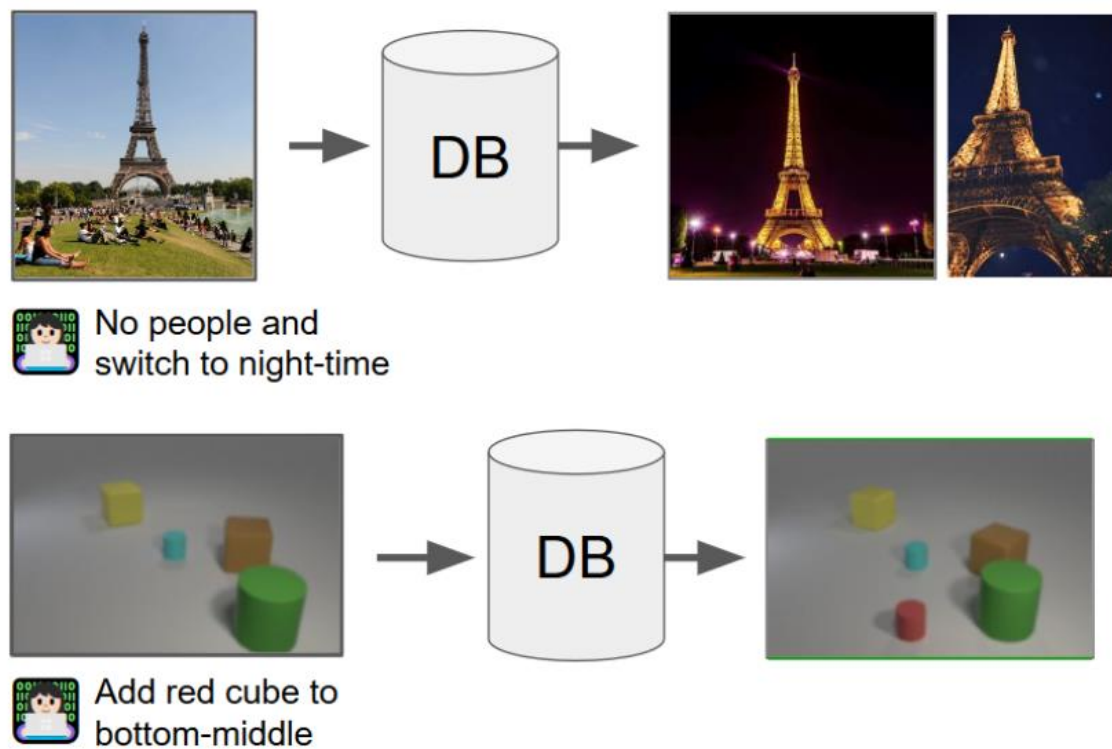 DB
No people and
switch to night-time
DB
Add red cube to
bottom-middle